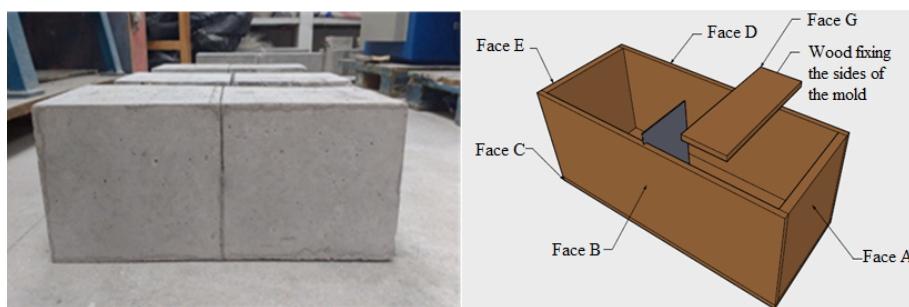 Face G
Face D
Face E
Wood fixing
the sides of
the mold
Face C
Face B
Face A